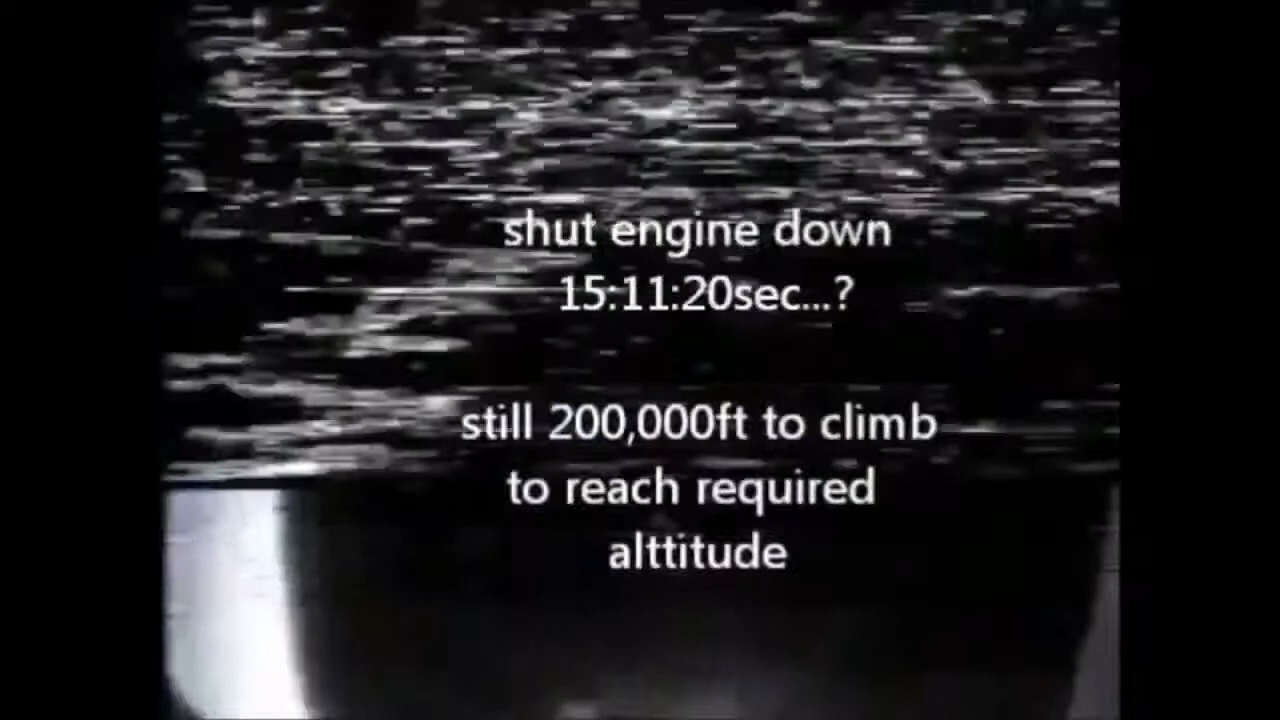 shut engine down
15:11:20sec...?
still 200,000ft to climb
to reach required
alttitude